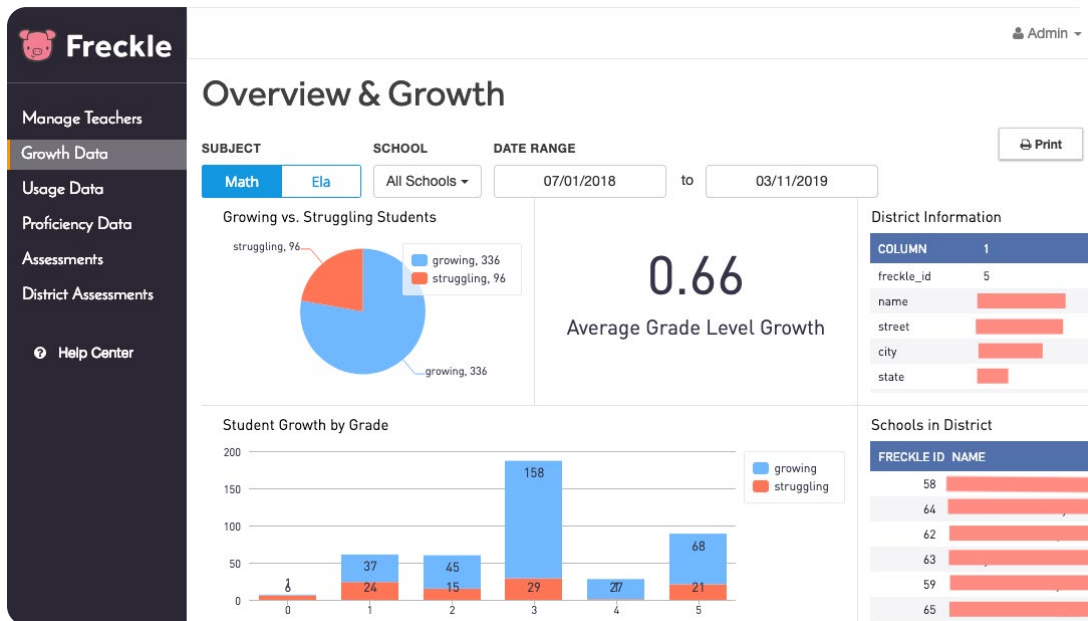 Freckle
Admin
Manage Teachers
Growth Data
Usage Data
Proficiency Data
Assessments
District Assessments
Help Center
Overview & Growth
Print
SUBJECT SCHOOL DATE RANGE
Math Ela All Schools 07/01/2018 to 03/11/2019
Growing vs. Struggling Students
struggling, 96
growing, 336
struggling, 96
growing, 336
0.66
Average Grade Level Growth
District Information
COLUMN 1
freckle_id 5
name
street
city
state
Student Growth by Grade
200
150
100
50
0
1
6
37
24
45
15
158
29
27
68
21
0 1 2 3 4 5
growing
struggling
Schools in District
FRECKLE ID NAME
58
64
62
63
59
65